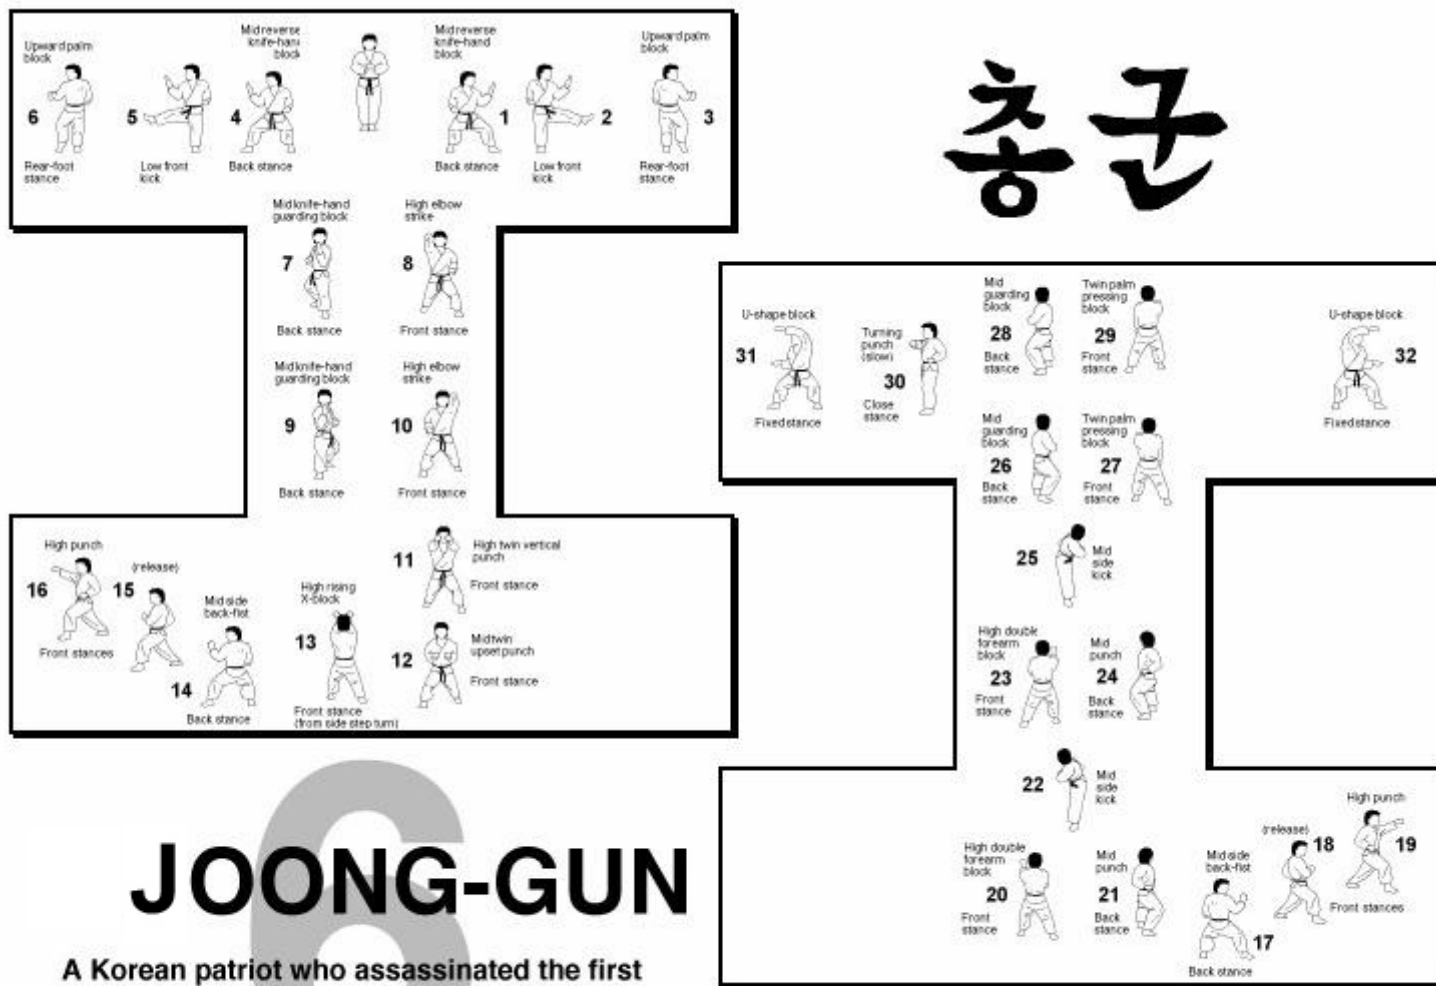 Upward palm
block
6
Rear-foot
stance
5
Low front
kick
Mid reverse
knife-hand
block
4
Back stance
Mid reverse
knife-hand
block
1
Back stance
2
Low front
kick
Upward palm
block
3
Rear-foot
stance
Mid knife-hand
guarding block
7
Back stance
High elbow
strike
8
Front stance
Mid knife-hand
guarding block
9
Back stance
High elbow
strike
10
Front stance
11
High twin vertical
punch
Front stance
12
Mid twin
upset punch
Front stance
High rising
X-block
13
Front stance
(from side step turn)
Mid side
back-fist
14
Back stance
(release)
15
High punch
16
Front stances
6
JOONG-GUN
A Korean patriot who assassinated the first
총군
U-shape block
31
Fixed stance
Turning
punch
(slow)
30
Close
stance
Mid
guarding
block
28
Back
stance
Twin palm
pressing
block
29
Front
stance
U-shape block
32
Fixed stance
Mid
guarding
block
26
Back
stance
Twin palm
pressing
block
27
Front
stance
25
Mid
side
kick
High double
forearm
block
23
Front
stance
Mid
punch
24
Back
stance
22
Mid
side
kick
High double
forearm
block
20
Front
stance
Mid
punch
21
Back
stance
Mid side
back-fist
17
Back stance
(release)
18
High punch
19
Front stances